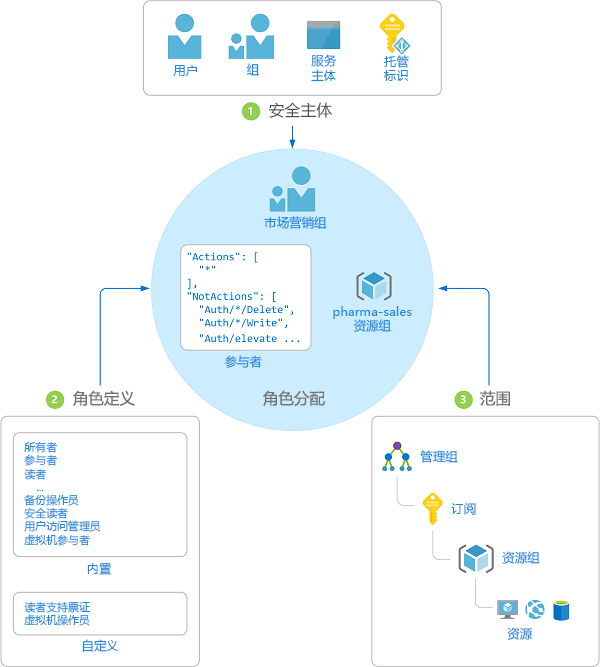 用户
组
服务
主体
托管
标识
1 安全主体
市场营销组
"Actions": [
"*"
],
"NotActions": [
"Auth/*/Delete",
"Auth/*/Write",
"Auth/elevate ...
参与者
pharma-sales
资源组
角色分配
2 角色定义
所有者
参与者
读者
...
备份操作员
安全读者
用户访问管理员
虚拟机参与者
内置
读者支持票证
虚拟机操作员
自定义
3 范围
管理组
订阅
资源组
资源